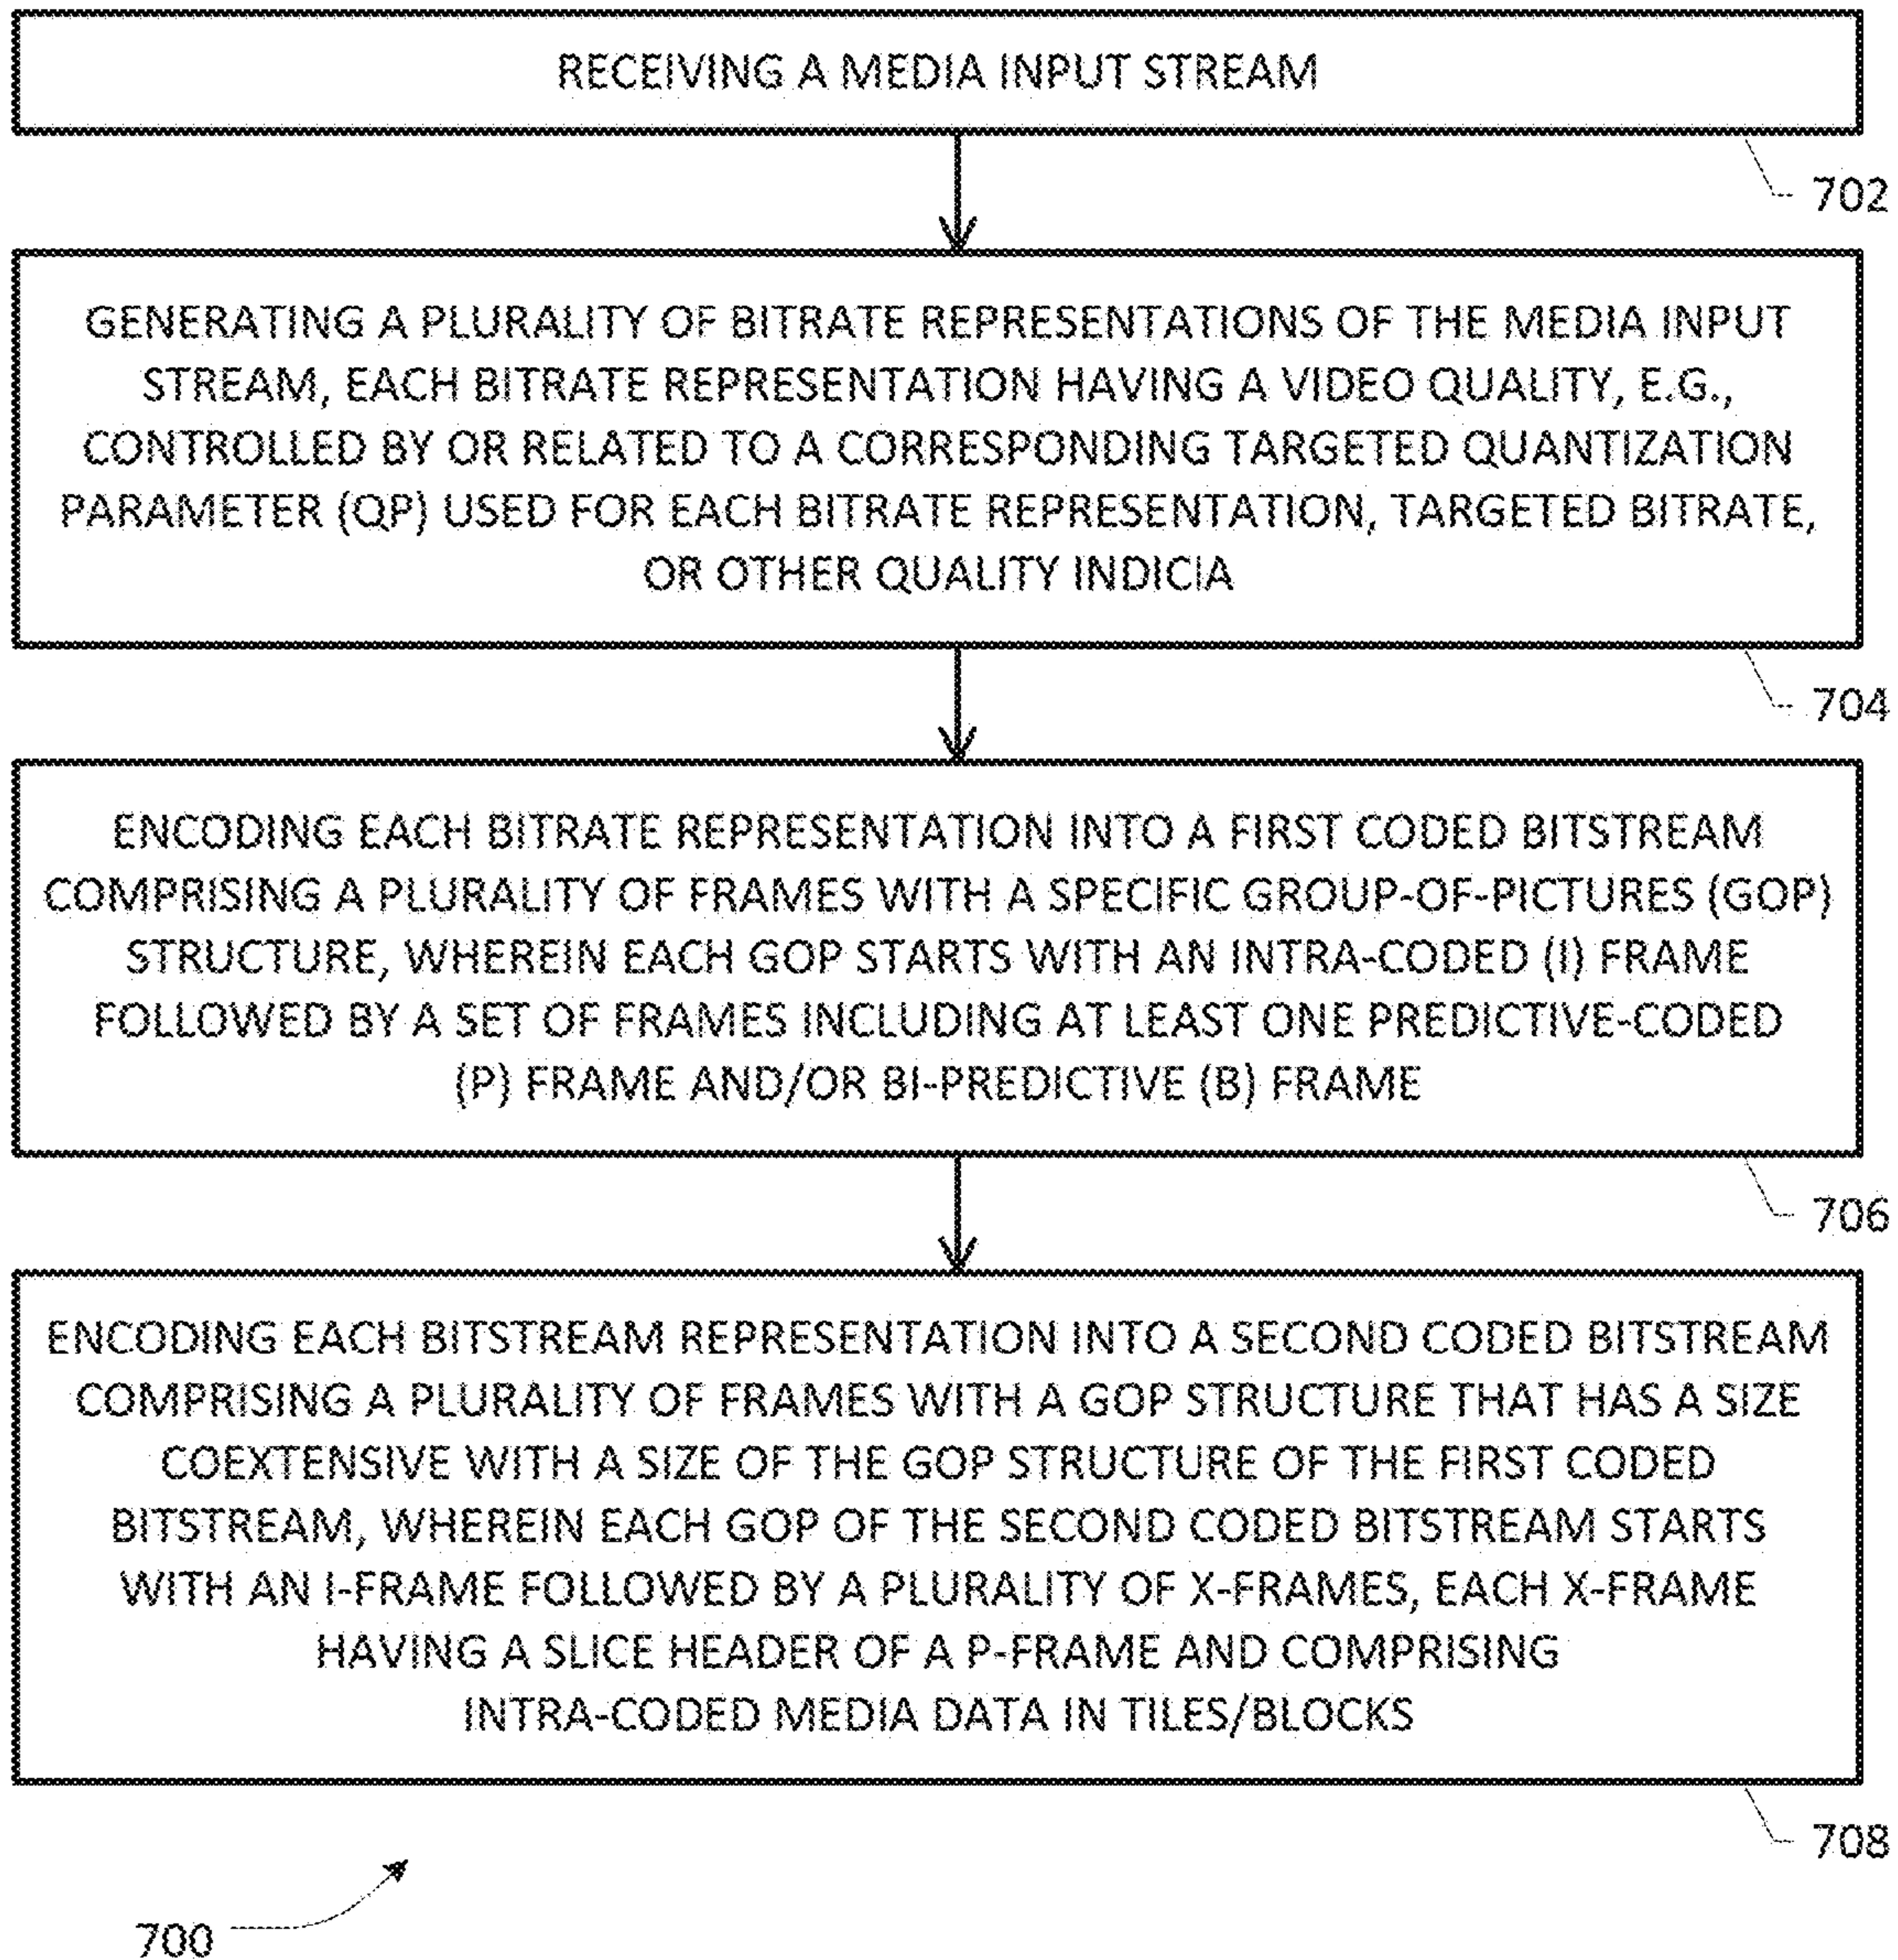 RECEIVING A MEDIA INPUT STREAM
702
GENERATING A PLURALITY OF BITRATE REPRESENTATIONS OF THE MEDIA INPUT
STREAM, EACH BITRATE REPRESENTATION HAVING A VIDEO QUALITY, E.G.,
CONTROLLED BY OR RELATED TO A CORRESPONDING TARGETED QUANTIZATION
PARAMETER (QP) USED FOR EACH BITRATE REPRESENTATION, TARGETED BITRATE,
OR OTHER QUALITY INDICIA
704
ENCODING EACH BITRATE REPRESENTATION INTO A FIRST CODED BITSTREAM
COMPRISING A PLURALITY OF FRAMES WITH A SPECIFIC GROUP-OF-PICTURES (GOP)
STRUCTURE, WHEREIN EACH GOP STARTS WITH AN INTRA-CODED (I) FRAME
FOLLOWED BY A SET OF FRAMES INCLUDING AT LEAST ONE PREDICTIVE-CODED
(P) FRAME AND/OR BI-PREDICTIVE (B) FRAME
706
ENCODING EACH BITSTREAM REPRESENTATION INTO A SECOND CODED BITSTREAM
COMPRISING A PLURALITY OF FRAMES WITH A GOP STRUCTURE THAT HAS A SIZE
COEXTENSIVE WITH A SIZE OF THE GOP STRUCTURE OF THE FIRST CODED
BITSTREAM, WHEREIN EACH GOP OF THE SECOND CODED BITSTREAM STARTS
WITH AN I-FRAME FOLLOWED BY A PLURALITY OF X-FRAMES, EACH X-FRAME
HAVING A SLICE HEADER OF A P-FRAME AND COMPRISING
INTRA-CODED MEDIA DATA IN TILES/BLOCKS
708
700